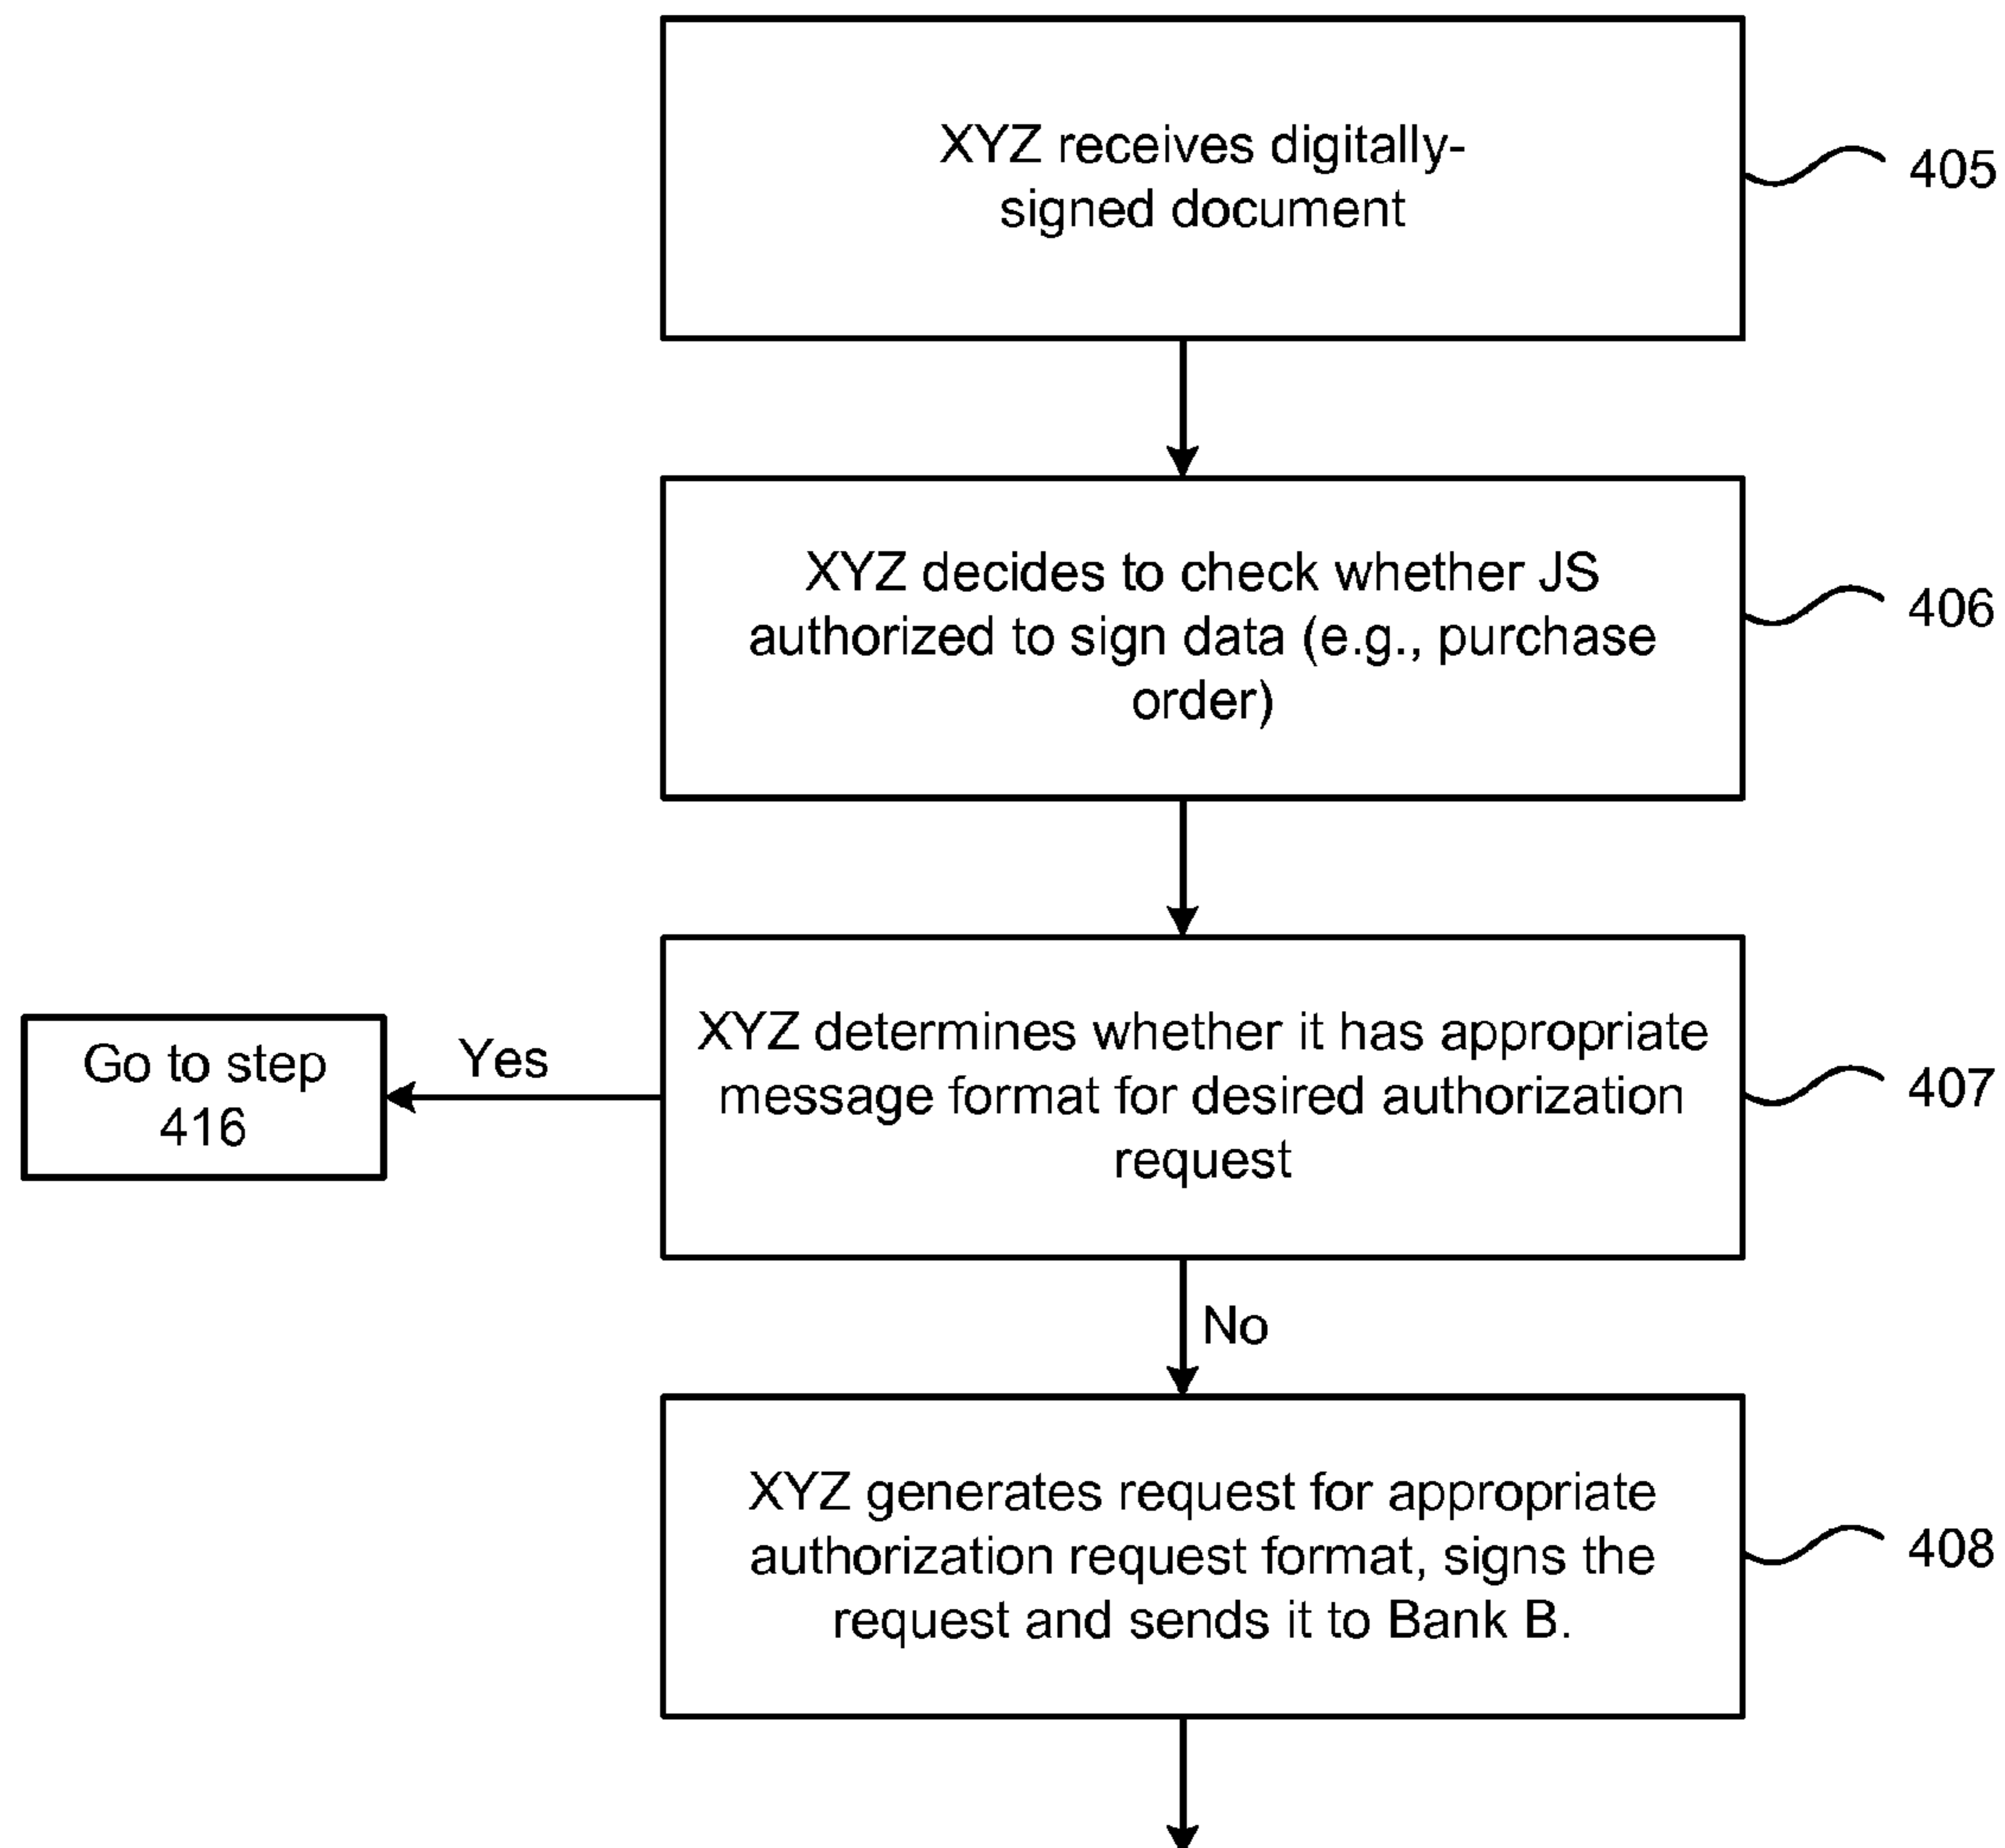 XYZ receives digitally-
signed document
405
XYZ decides to check whether JS
authorized to sign data (e.g., purchase
order)
406
XYZ determines whether it has appropriate
message format for desired authorization
request
407
Yes
Go to step
416
No
XYZ generates request for appropriate
authorization request format, signs the
request and sends it to Bank B.
408